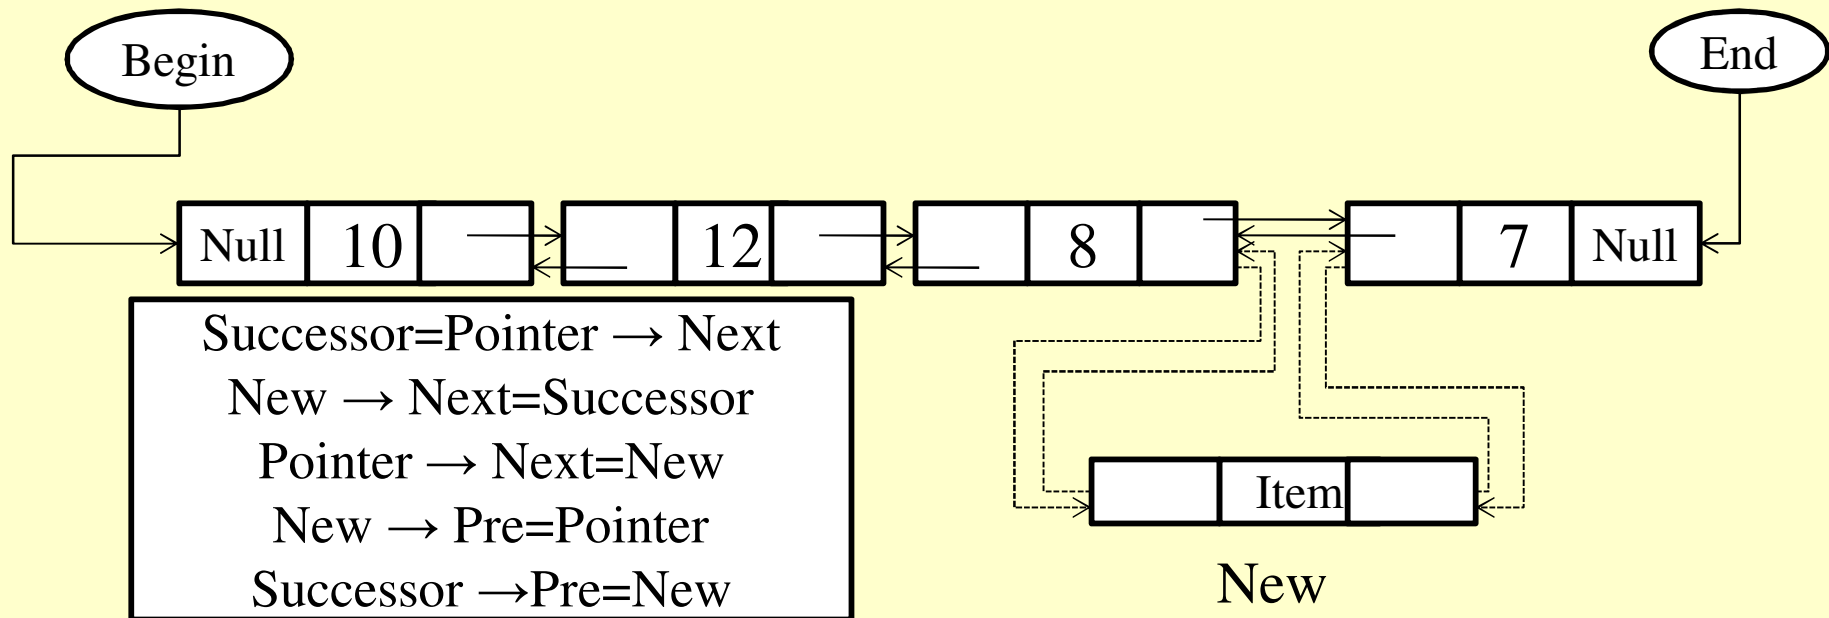 Begin
End
Null 10 12 8 7 Null
Successor=Pointer → Next
New → Next=Successor
Pointer → Next=New
New → Pre=Pointer
Successor →Pre=New
Item
New